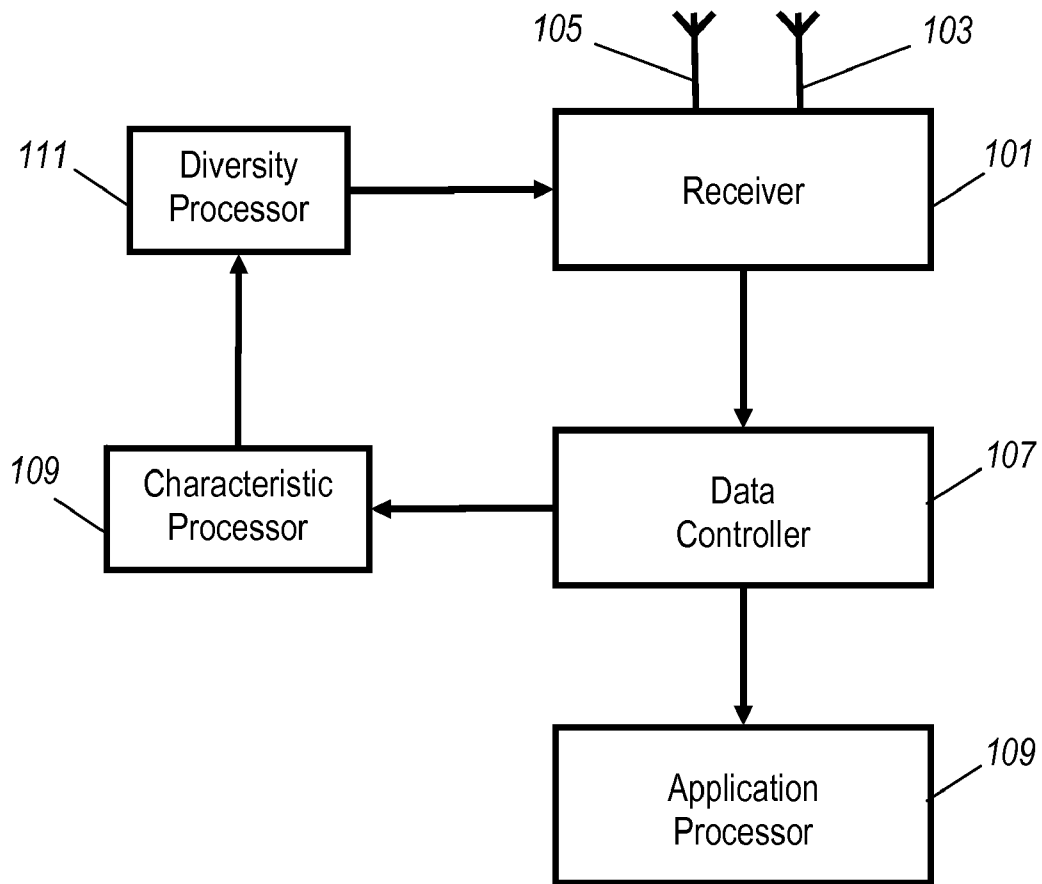 105
103
111
Diversity
Processor
Receiver
101
109
Characteristic
Processor
Data
Controller
107
Application
Processor
109